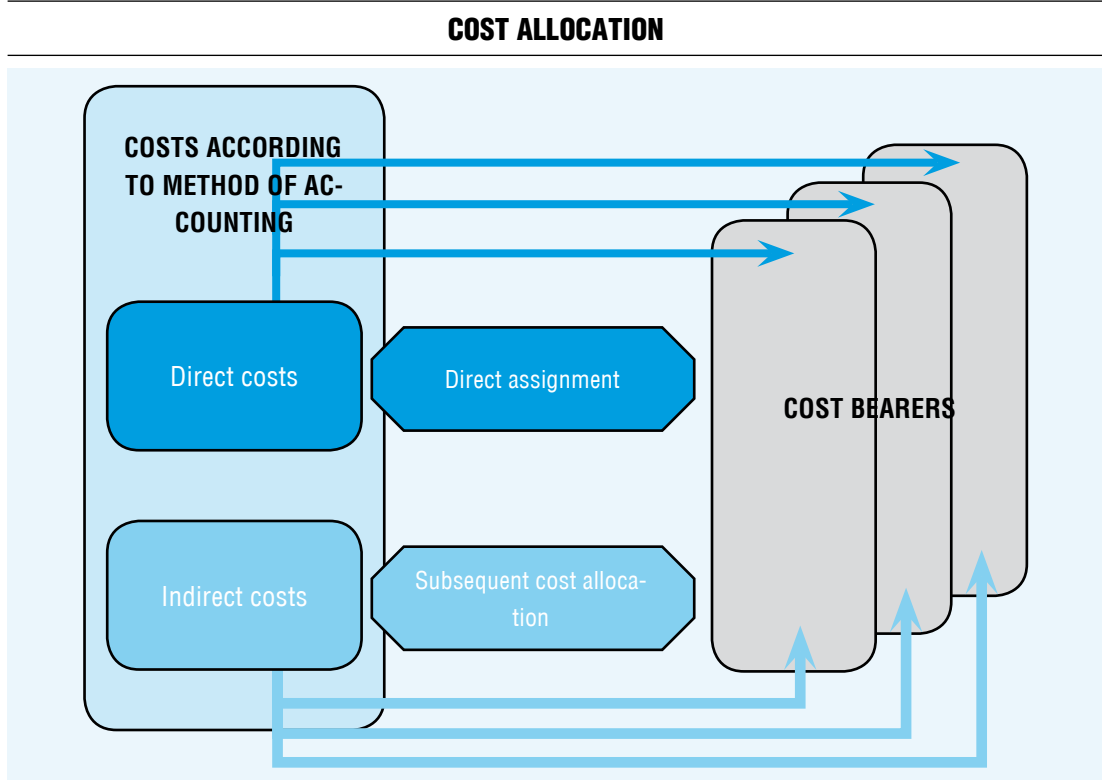 COST ALLOCATION
COSTS ACCORDING
TO METHOD OF AC-
COUNTING
Direct costs
Direct assignment
COST BEARERS
Indirect costs
Subsequent cost alloca-
tion